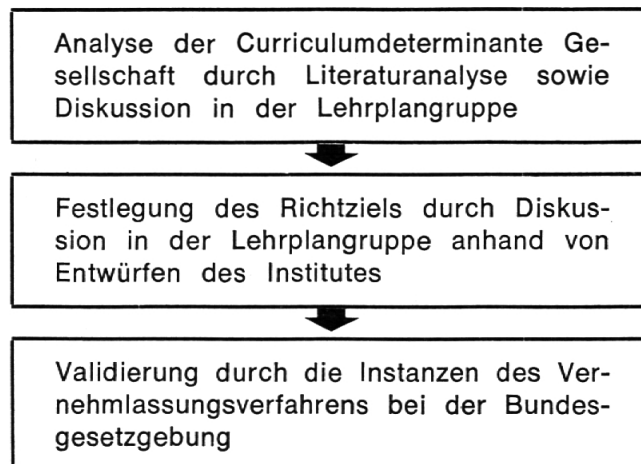 Analyse der Curriculumdeterminante Ge-
sellschaft durch Literaturanalyse sowie
Diskussion in der Lehrplangruppe
Festlegung des Richtziels durch Diskus-
sion in der Lehrplangruppe anhand von
Entwürfen des Institutes
Validierung durch die Instanzen des Ver-
nehmlassungsverfahrens bei der Bundes-
gesetzgebung